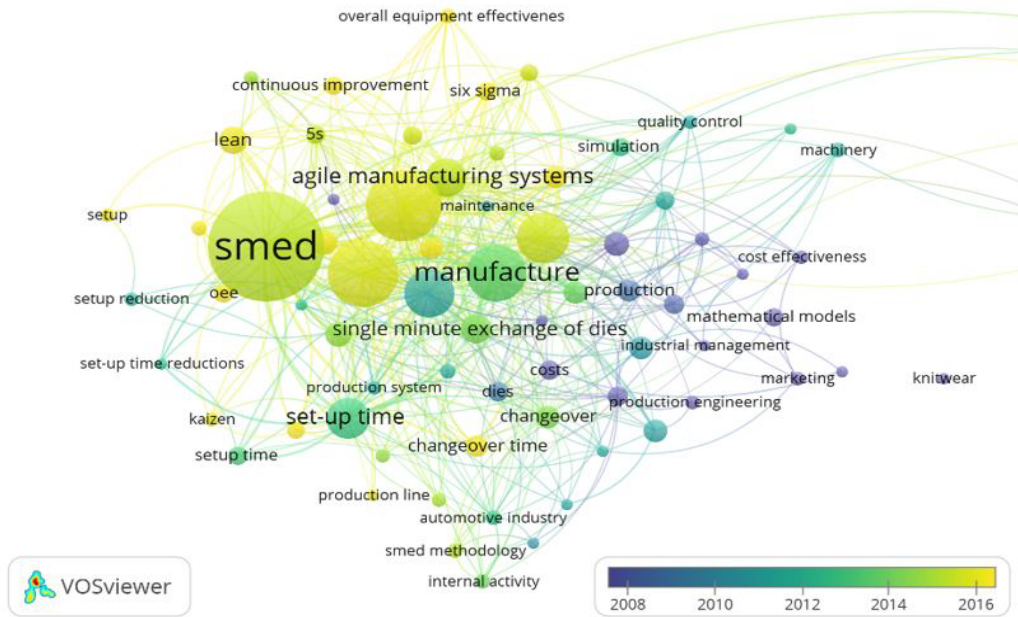 overall equipment effectivenes
continuous improvement
six sigma
quality control
lean
5s
simulation
machinery
agile manufacturing systems
maintenance
setup
smed
cost effectiveness
manufacture
setup reduction
oee
production
mathematical models
single minute exchange of dies
industrial management
set-up time reductions
costs
marketing
knitwear
production system
dies
production engineering
set-up time
changeover
kaizen
changeover time
setup time
production line
automotive industry
smed methodology
internal activity
VOSviewer
2008 2010 2012 2014 2016